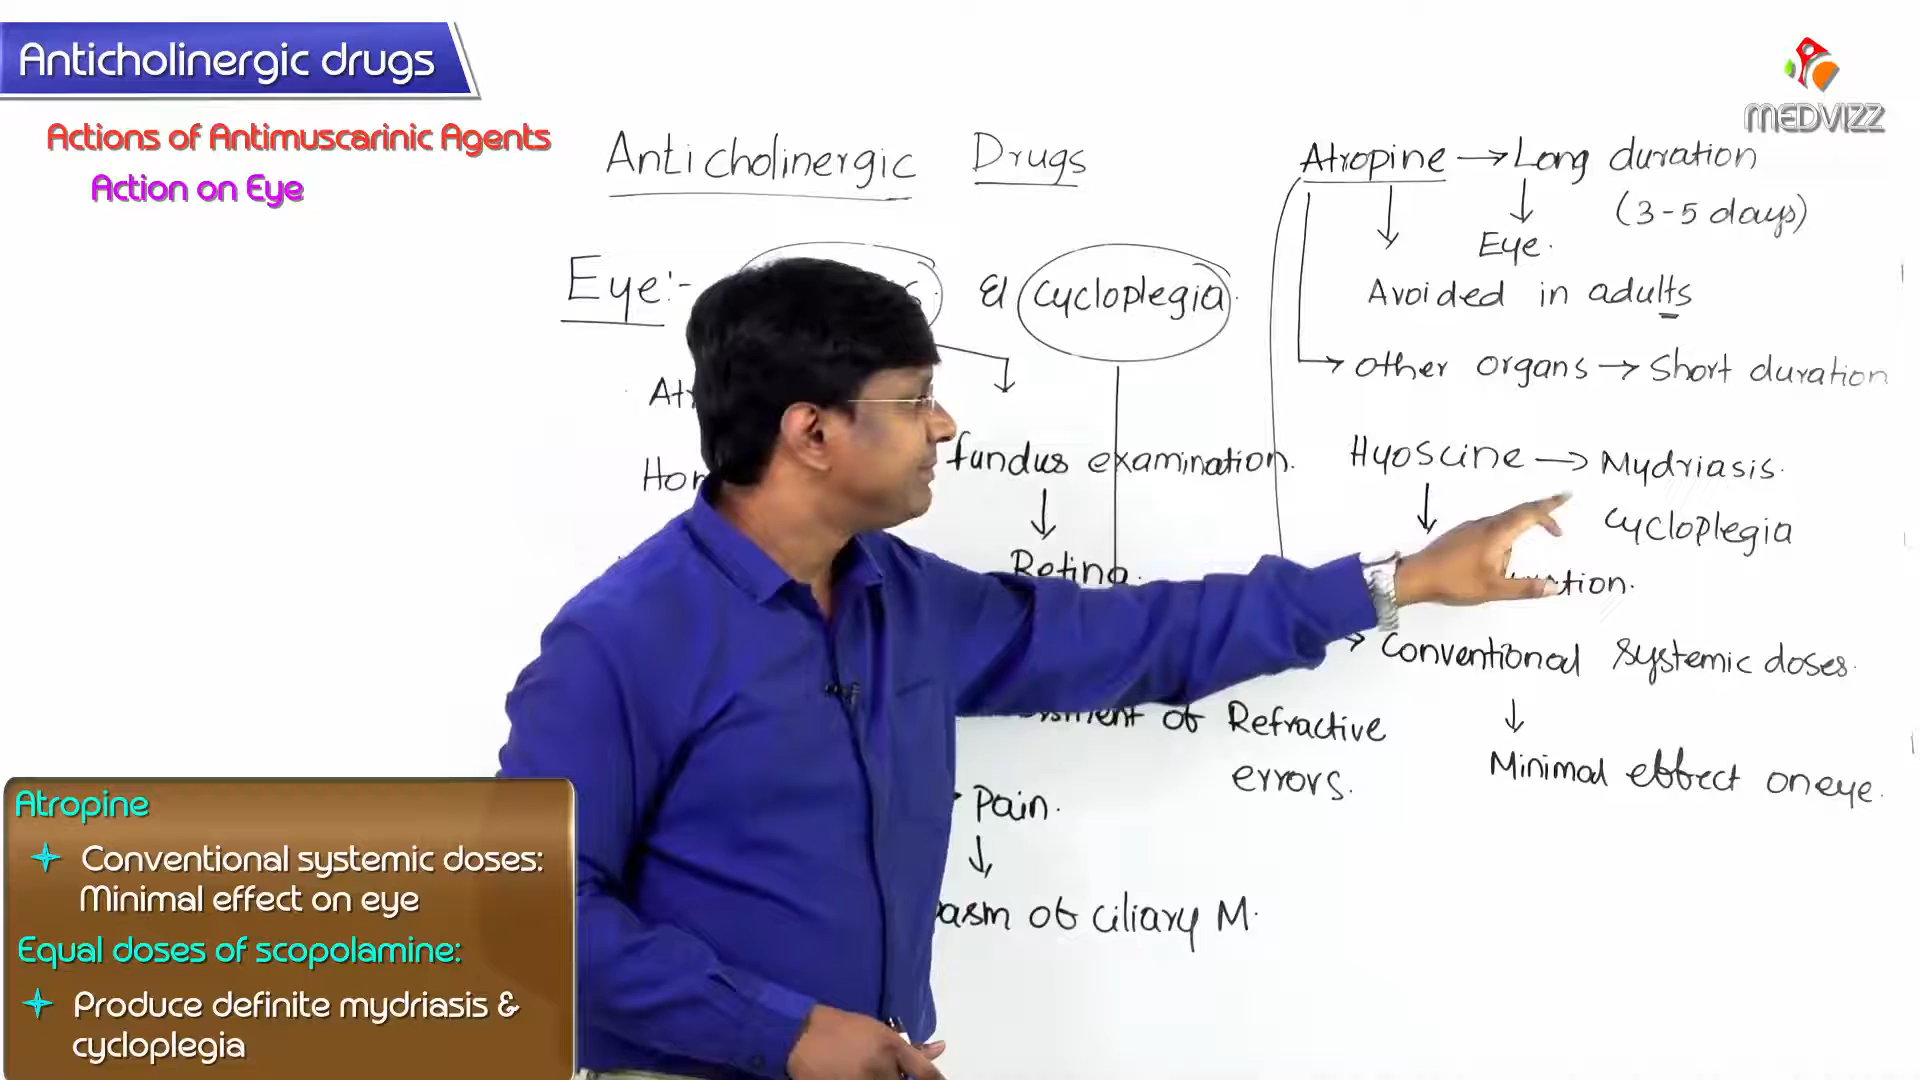 Anticholinergic drugs
Actions of Antimuscarinic Agents
Action on Eye
MEDVIZZ
Anticholinergic Drugs
Eye:-
& cycloplegia.
fundus examination.
Retina
of Refractive
errors.
Pain.
of ciliary M.
Atropine → Long duration
(3-5 days)
Eye.
Avoided in adults
Other organs → Short duration
Hyoscine → Mydriasis.
cycloplegia
Conventional systemic doses.
Minimal effect on eye.
Atropine
Conventional systemic doses:
Minimal effect on eye
Equal doses of scopolamine:
Produce definite mydriasis &
cycloplegia